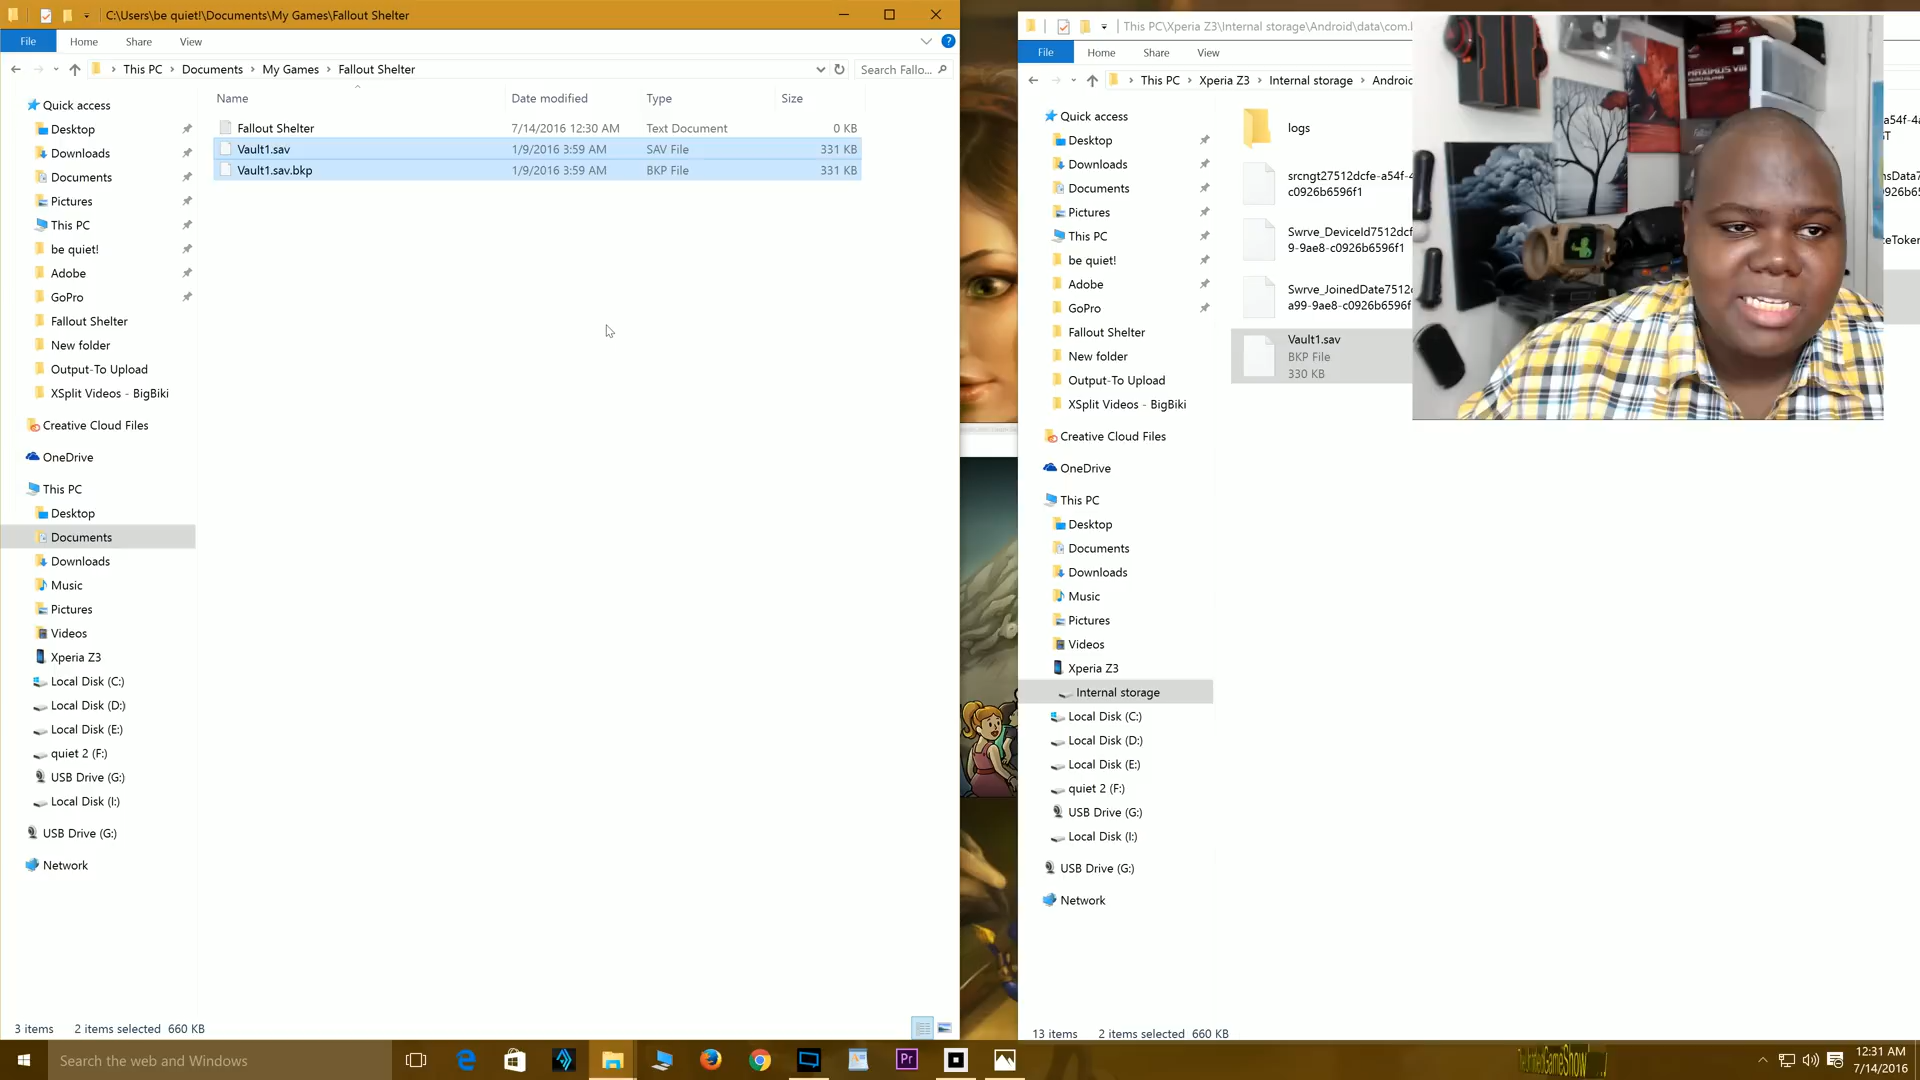 C:\Users\be quiet!\Documents\My Games\Fallout Shelter
File Home Share View
This PC Documents My Games Fallout Shelter
Search Fallo...
Name Date modified Type Size
Fallout Shelter 7/14/2016 12:30 AM Text Document 0 KB
Vault1.sav 1/9/2016 3:59 AM SAV File 331 KB
Vault1.sav.bkp 1/9/2016 3:59 AM BKP File 331 KB
Quick access
Desktop
Downloads
Documents
Pictures
This PC
be quiet!
Adobe
GoPro
Fallout Shelter
New folder
Output-To Upload
XSplit Videos - BigBiki
Creative Cloud Files
OneDrive
This PC
Desktop
Documents
Downloads
Music
Pictures
Videos
Xperia Z3
Local Disk (C:)
Local Disk (D:)
Local Disk (E:)
quiet 2 (F:)
USB Drive (G:)
Local Disk (I:)
USB Drive (G:)
Network
3 items 2 items selected 660 KB
This PC\Xperia Z3\Internal storage\Android\data\com.b
File Home Share View
This PC Xperia Z3 Internal storage Android
Quick access
Desktop
Downloads
Documents
Pictures
This PC
be quiet!
Adobe
GoPro
Fallout Shelter
New folder
Output-To Upload
XSplit Videos - BigBiki
Creative Cloud Files
OneDrive
This PC
Desktop
Documents
Downloads
Music
Pictures
Videos
Xperia Z3
Internal storage
Local Disk (C:)
Local Disk (D:)
Local Disk (E:)
quiet 2 (F:)
USB Drive (G:)
Local Disk (I:)
USB Drive (G:)
Network
logs
srcngt27512dcfe-a54f-4
c0926b6596f1
Swrve_DeviceId7512dcf
9-9ae8-c0926b6596f1
Swrve_JoinedDate7512c
a99-9ae8-c0926b6596f
Vault1.sav
BKP File
330 KB
13 items 2 items selected 660 KB
Search the web and Windows
12:31 AM
7/14/2016